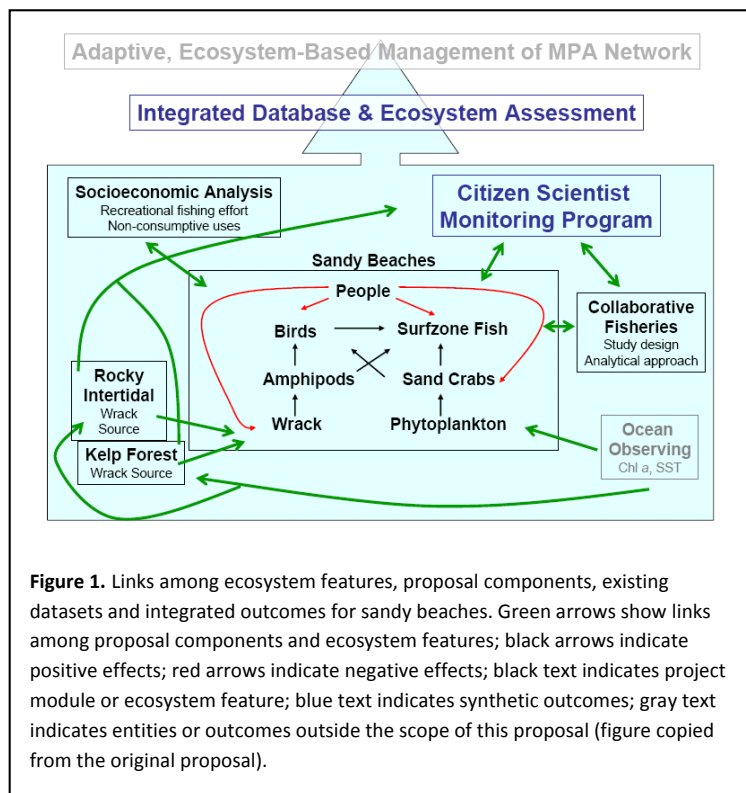 Adaptive, Ecosystem-Based Management of MPA Network
Integrated Database & Ecosystem Assessment
Socioeconomic Analysis
Recreational fishing effort
Non-consumptive uses
Citizen Scientist
Monitoring Program
Sandy Beaches
People
Birds
Surfzone Fish
Amphipods
Sand Crabs
Wrack
Phytoplankton
Collaborative
Fisheries
Study design
Analytical approach
Rocky
Intertidal
Wrack
Source
Kelp Forest
Wrack Source
Ocean
Observing
Chl a, SST
Figure 1. Links among ecosystem features, proposal components, existing
datasets and integrated outcomes for sandy beaches. Green arrows show links
among proposal components and ecosystem features; black arrows indicate
positive effects; red arrows indicate negative effects; black text indicates project
module or ecosystem feature; blue text indicates synthetic outcomes; gray text
indicates entities or outcomes outside the scope of this proposal (figure copied
from the original proposal).